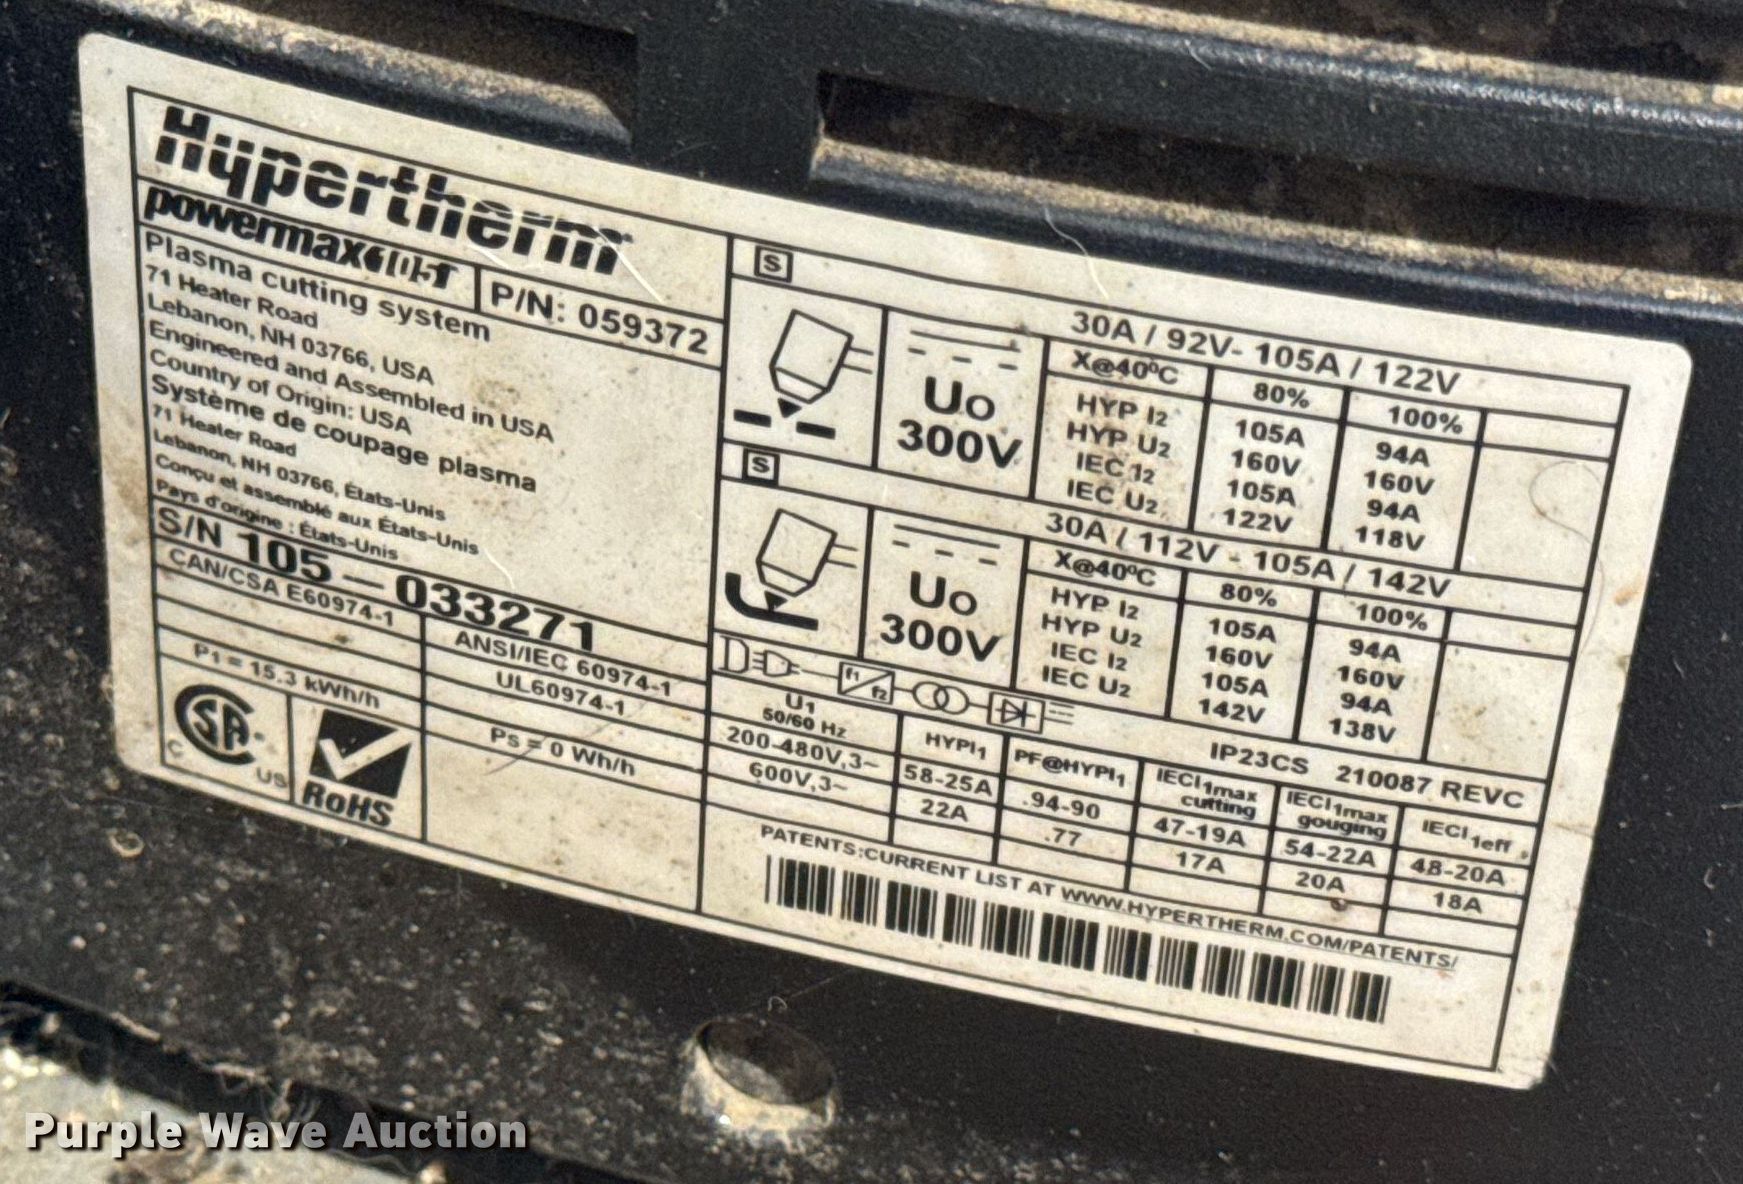 Hypertherm
powermax105
P/N: 059372
Plasma cutting system
71 Heater Road
Lebanon, NH 03766, USA
Engineered and Assembled in USA
Country of Origin: USA
Système de coupage plasma
71 Heater Road
Lebanon, NH 03766, États-Unis
Conçu et assemblé aux États-Unis
Pays d'origine : États-Unis
S/N 105 – 033271
CAN/CSA E60974-1
ANSI/IEC 60974-1
UL60974-1
P1 = 15.3 kWh/h
Ps = 0 Wh/h
CSA
C US
RoHS
S
30A / 92V- 105A / 122V
U0
300V
X@40ºC 80% 100%
HYP I2 105A 94A
HYP U2 160V 160V
IEC I2 105A 94A
IEC U2 122V 118V
S
30A / 112V - 105A / 142V
U0
300V
X@40ºC 80% 100%
HYP I2 105A 94A
HYP U2 160V 160V
IEC I2 105A 94A
IEC U2 142V 138V
f1
f2
IP23CS 210087 REVC
U1
50/60 Hz
HYPI1 PF@HYPI1 IECI1max cutting IECI1max gouging IECI1eff
200-480V,3~ 58-25A .94-90 47-19A 54-22A 48-20A
600V,3~ 22A .77 17A 20A 18A
PATENTS:CURRENT LIST AT WWW.HYPERTHERM.COM/PATENTS/
Purple Wave Auction